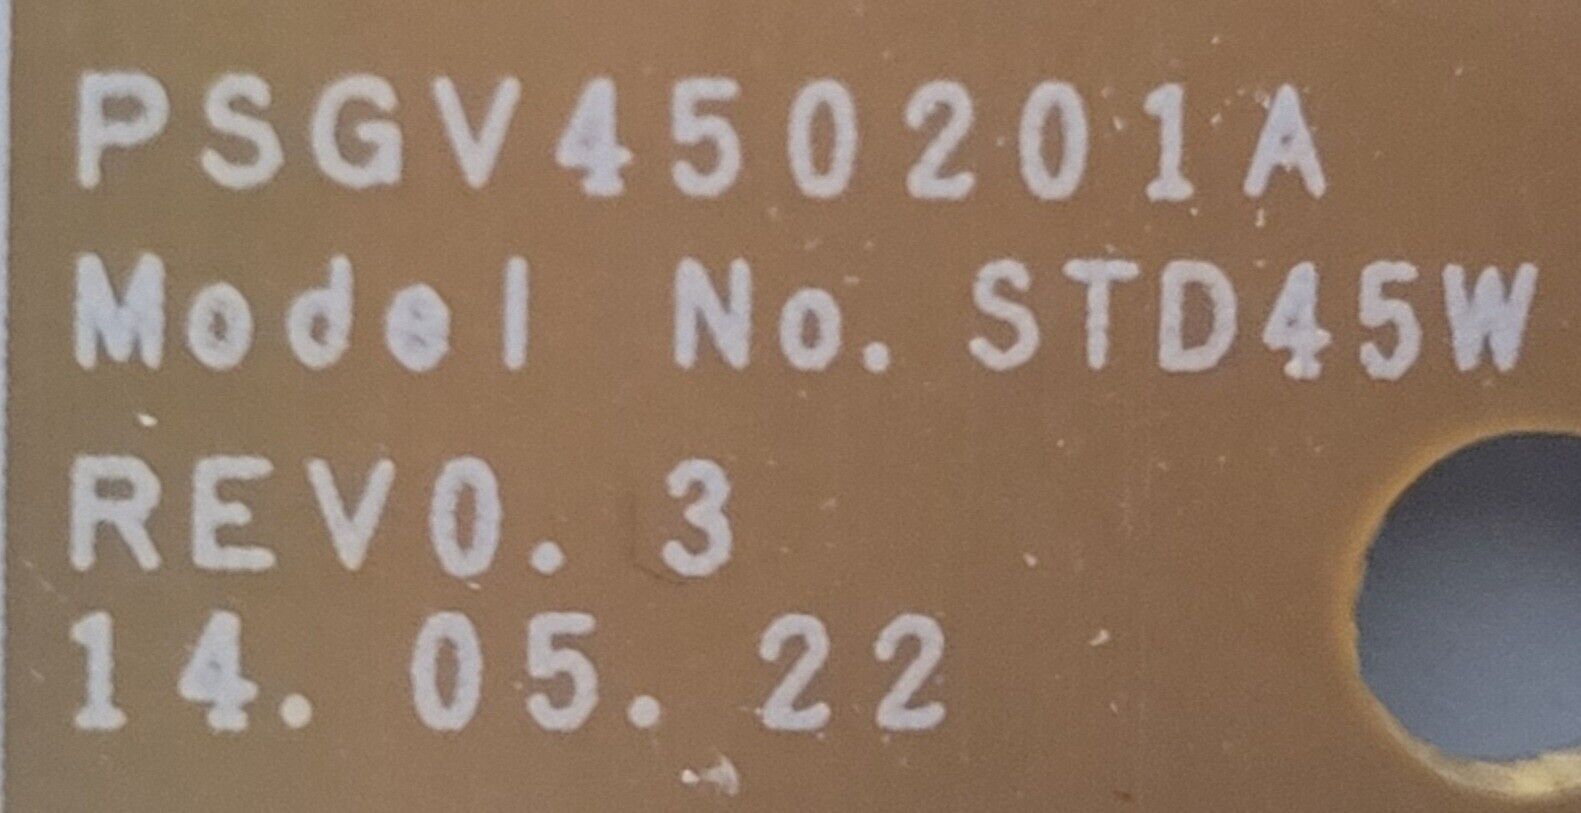 PSGV450201A
Model No. STD45W
REV0.3
14.05.22